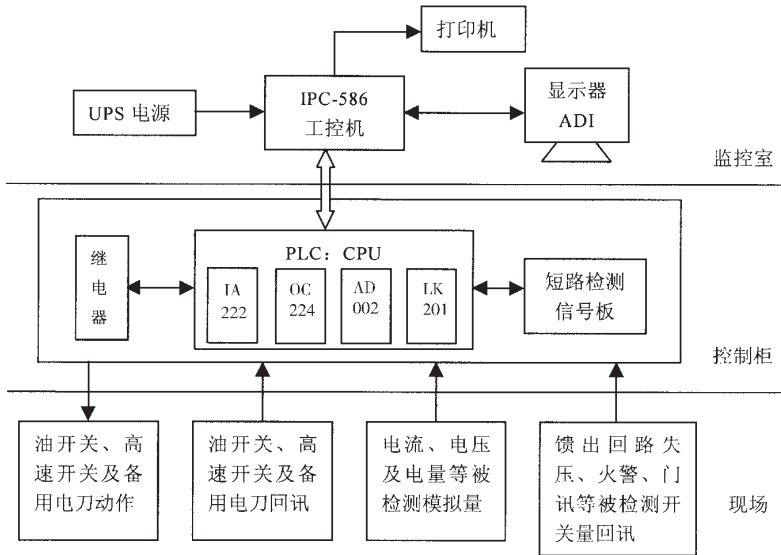 打印机
UPS 电源
IPC-586
工控机
显示器
ADI
监控室
继
电
器
PLC：CPU
IA
222
OC
224
AD
002
LK
201
短路检测
信号板
控制柜
油开关、高
速开关及备
用电刀动作
油开关、高
速开关及备
用电刀回讯
电流、电压
及电量等被
检测模拟量
馈出回路失
压、火警、门
讯等被检测开
关量回讯
现场